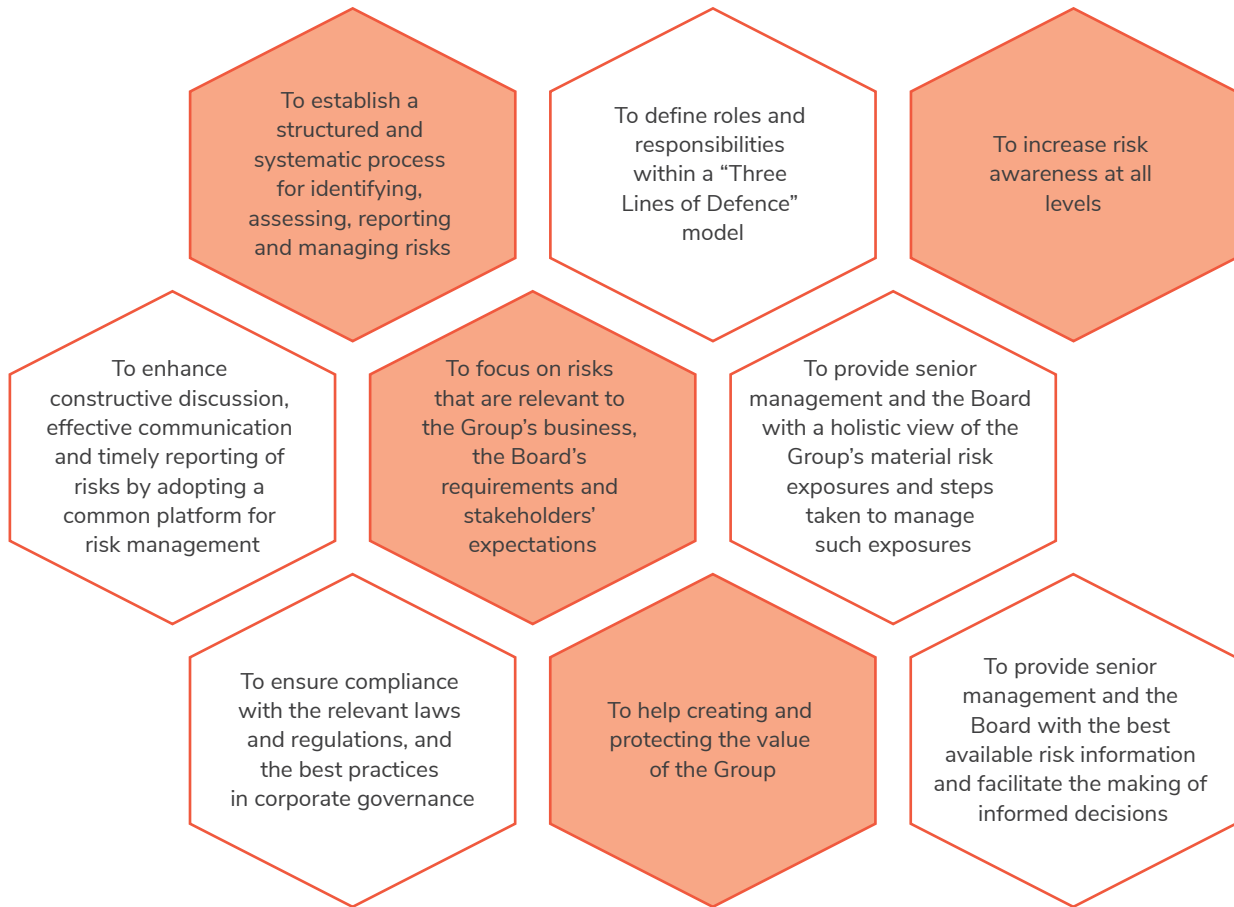 To establish a
structured and
systematic process
for identifying,
assessing, reporting
and managing risks
To define roles and
responsibilities
within a “Three
Lines of Defence”
model
To increase risk
awareness at all
levels
To enhance
constructive discussion,
effective communication
and timely reporting of
risks by adopting a
common platform for
risk management
To focus on risks
that are relevant to
the Group’s business,
the Board’s
requirements and
stakeholders’
expectations
To provide senior
management and the Board
with a holistic view of the
Group’s material risk
exposures and steps
taken to manage
such exposures
To ensure compliance
with the relevant laws
and regulations, and
the best practices
in corporate governance
To help creating and
protecting the value
of the Group
To provide senior
management and the
Board with the best
available risk information
and facilitate the making of
informed decisions